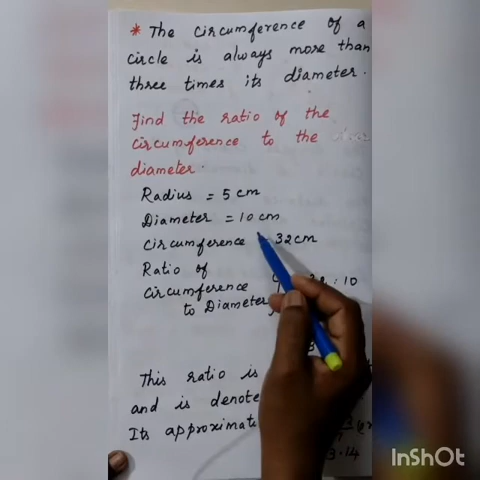 * The circumference of a
circle is always more than
three times its diameter.
Find the ratio of the
circumference to the
diameter.
Radius = 5 cm
Diameter = 10 cm
Circumference 32 cm
Ratio of
Circumference : 10
to Diameter
This ratio is
and is denote
Its approximat
3.14
InShOt